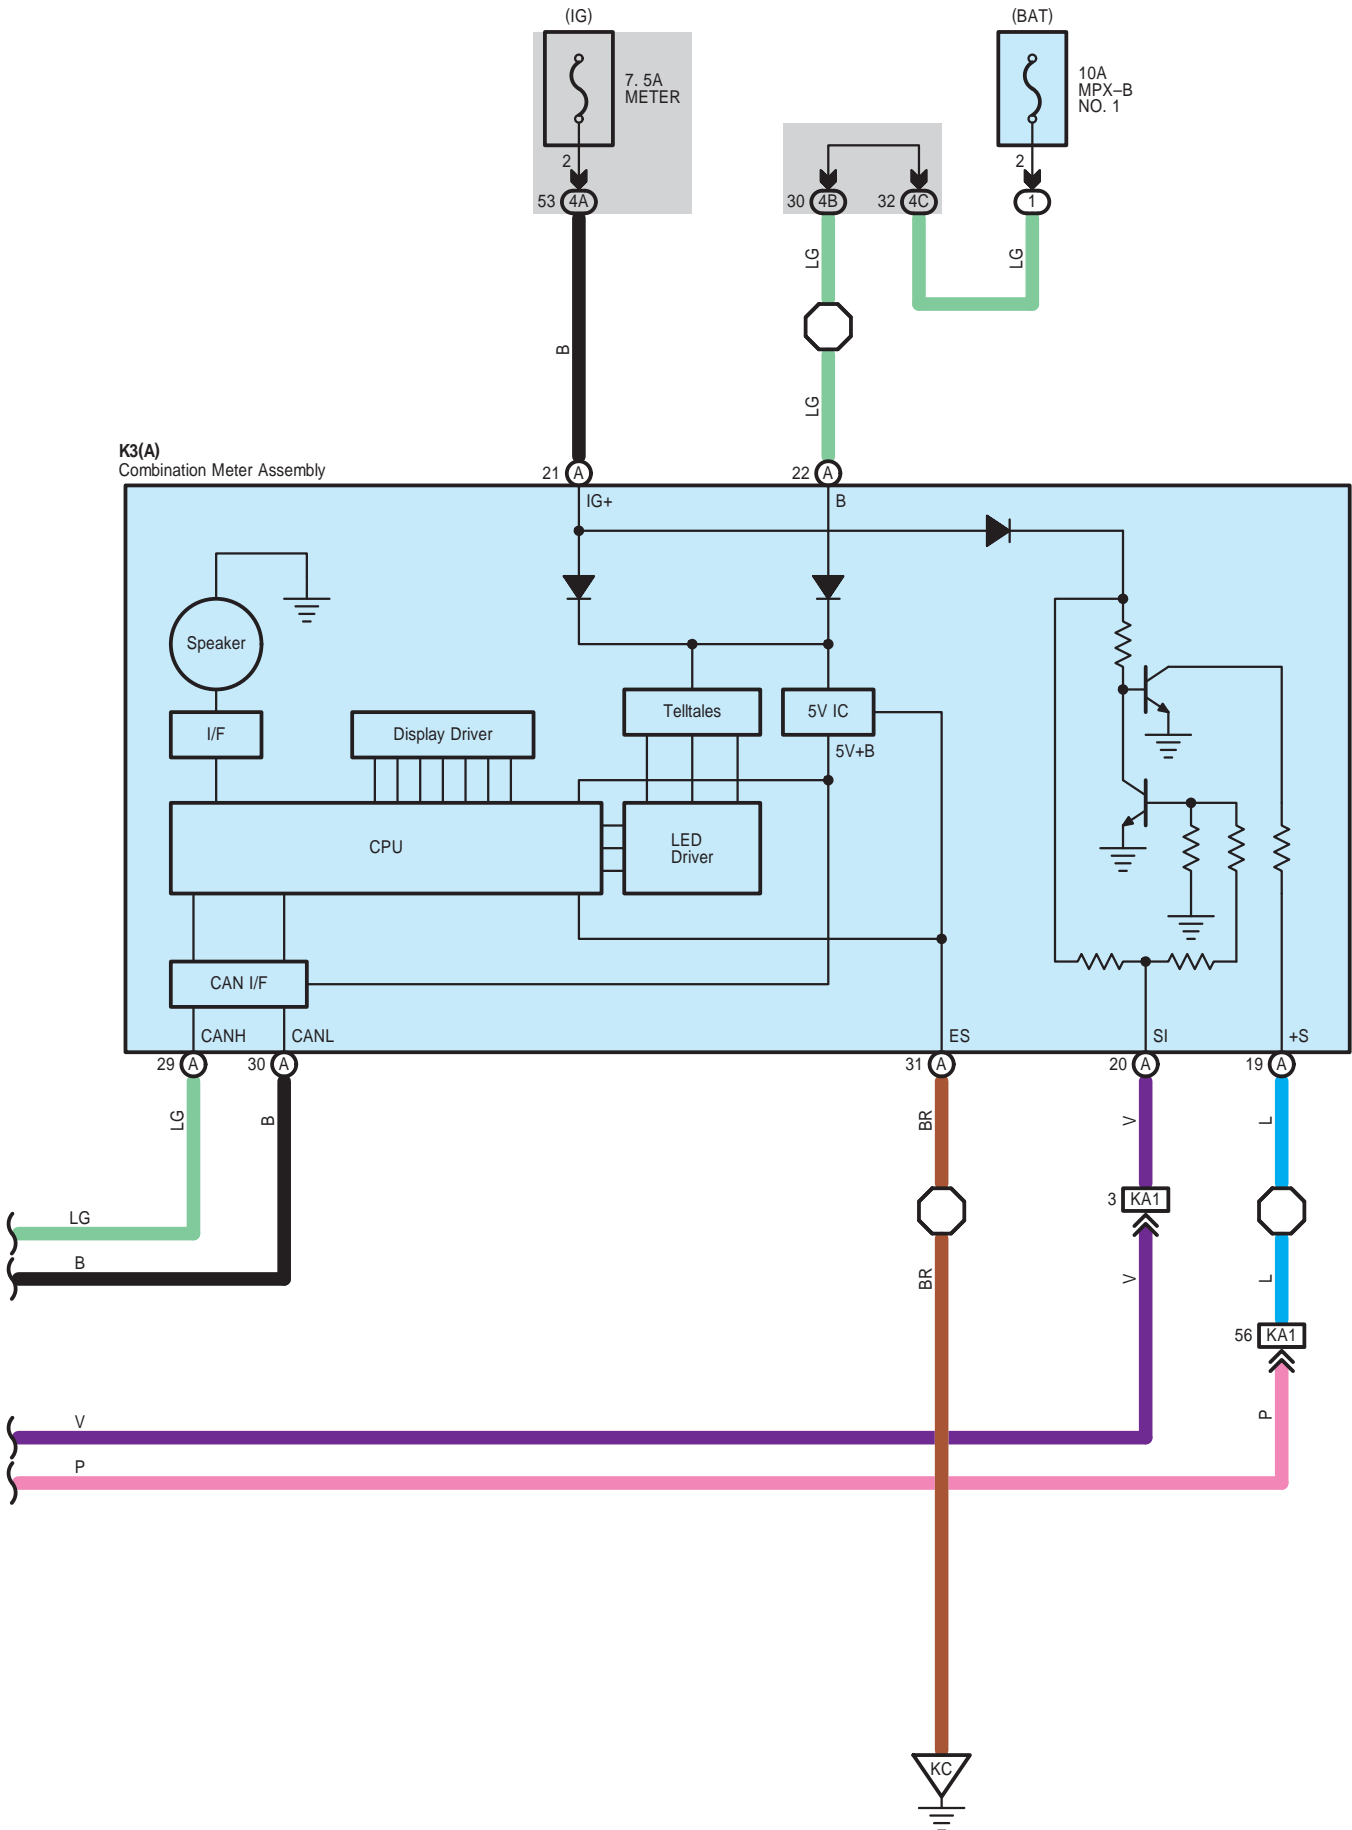 (IG)
(BAT)
7. 5A
METER
10A
MPX–B
NO. 1
2
2
53
4A
30
4B
32
4C
1
LG
LG
B
LG
K3(A)
Combination Meter Assembly
21
A
22
A
IG+
B
Speaker
I/F
Display Driver
Telltales
5V IC
5V+B
CPU
LED
Driver
CAN I/F
CANH
CANL
ES
SI
+S
29
A
30
A
31
A
20
A
19
A
LG
B
BR
V
L
3
KA1
LG
B
BR
V
L
56
KA1
P
V
P
KC